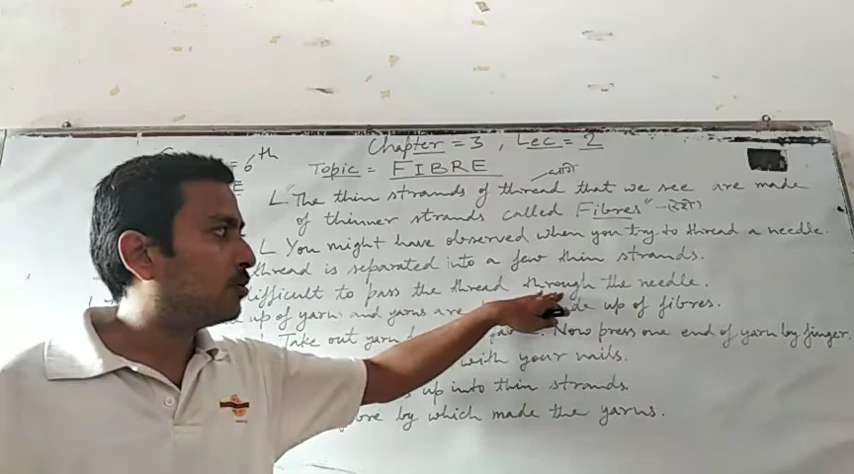 Chapter = 3, Lec = 2
= 6th
Topic = FIBRE
"The thin strands of thread that we see are made
धागे
of thinner strands called Fibres" - रेशा
You might have observed when you try to thread a needle.
thread is separated into a few thin strands.
difficult to pass the thread through the needle.
up of yarns and yarns are up of fibres.
Take out yarn Now press one end of yarn by finger.
with your nails.
up into thin strands.
by which made the yarns.